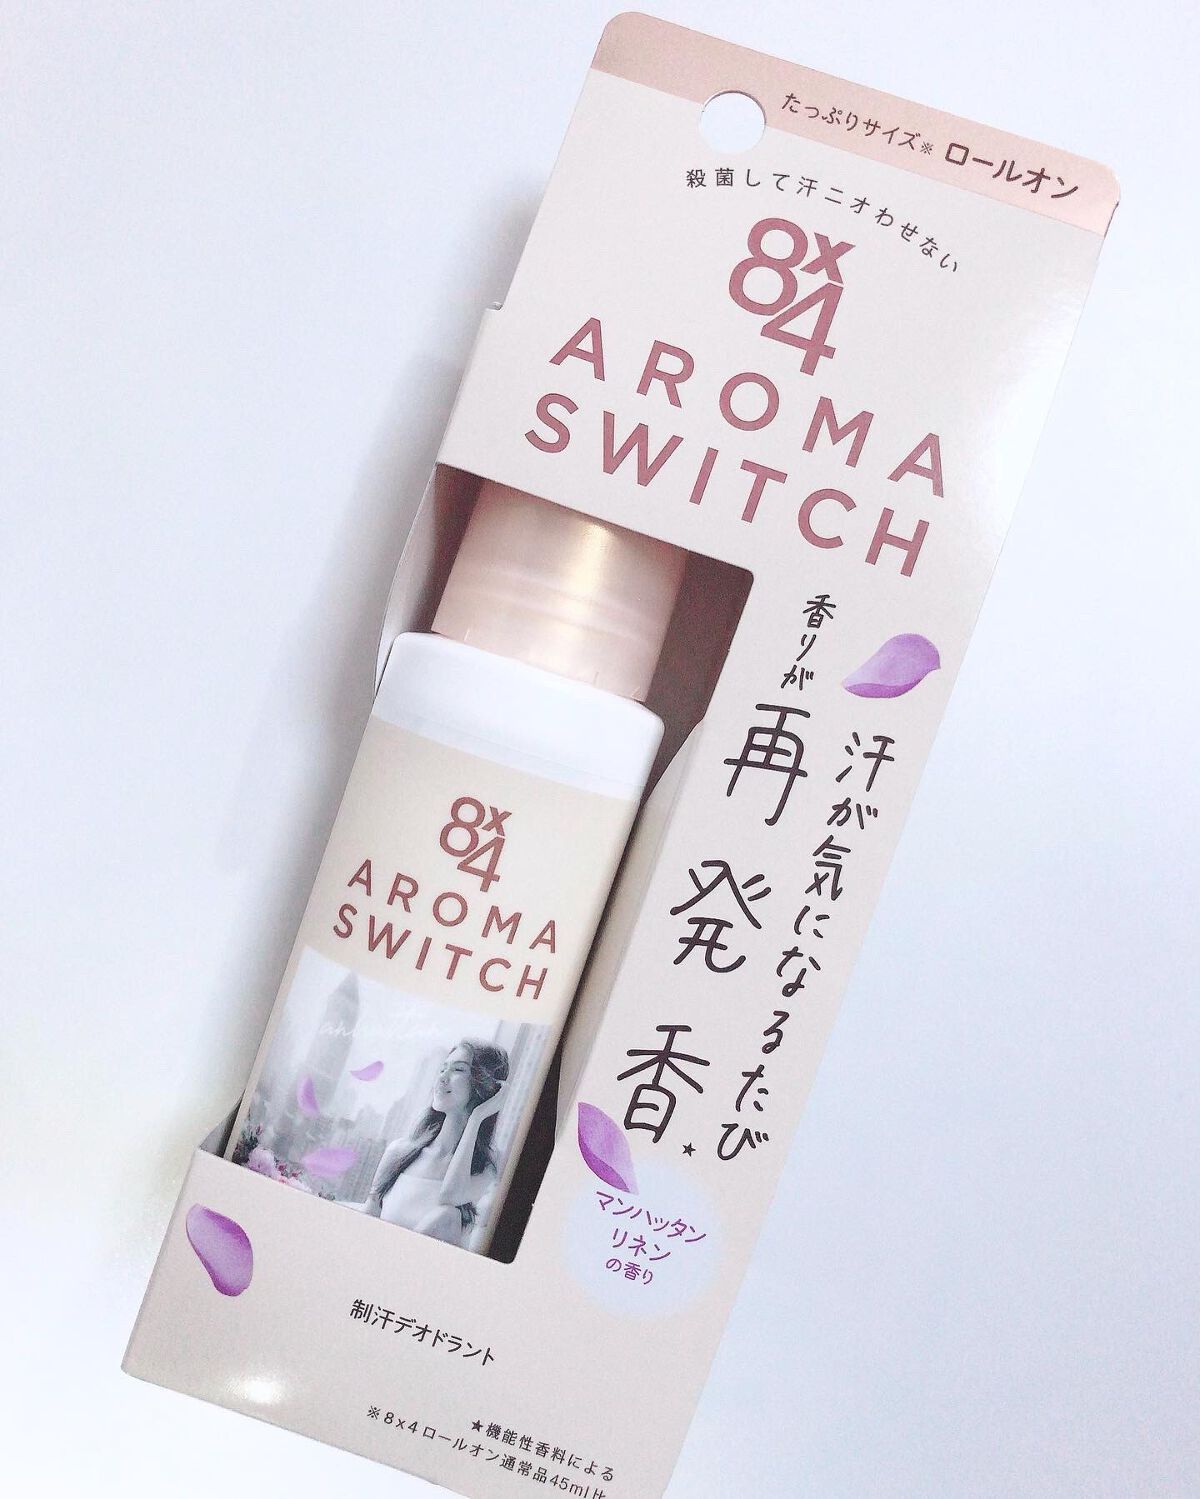 たっぷりサイズ※ ロールオン
殺菌して汗ニオわせない
8x4
AROMA
SWITCH
汗が気になるたび
香りが
再発香★
マンハッタン
リネン
の香り
8x4
AROMA
SWITCH
制汗デオドラント
★機能性香料による
※8x4ロールオン通常品45ml比